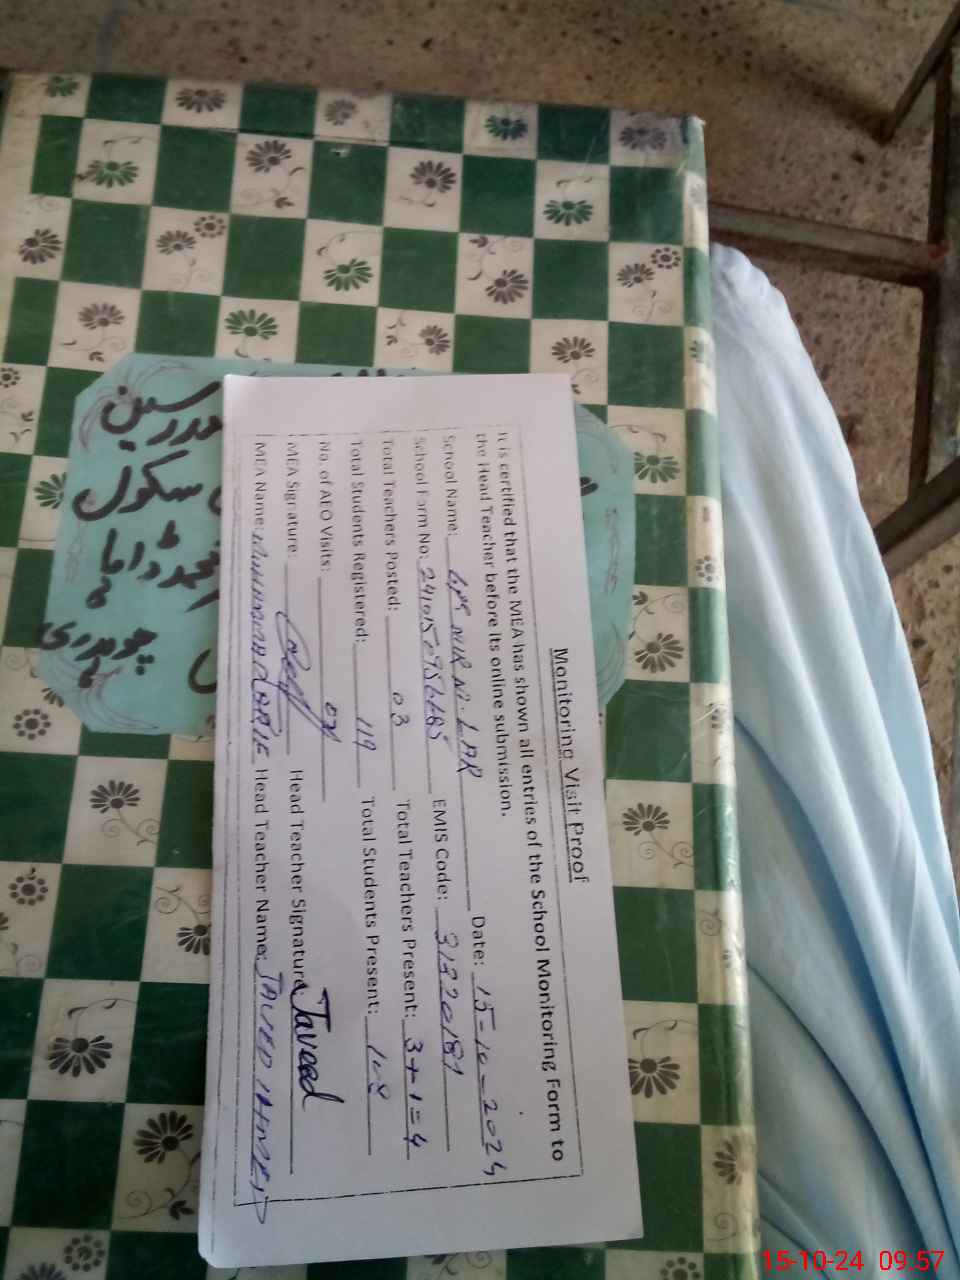 Monitoring Visit Proof
It is certified that the MEA has shown all entries of the School Monitoring Form to
the Head Teacher before its online submission.
School Name: Date: 15-10-2024
School Form No: EMIS Code: 31320181
Total Teachers Posted: 03 Total Teachers Present: 3+1=4
Total Students Registered: 119 Total Students Present: 108
No. of AEO Visits:
MEA Signature: Head Teacher Signature Javeed
MEA Name: Head Teacher Name: JAVIED AHMED
مدرسین
سکول
چوہدری
15-10-24 09.57